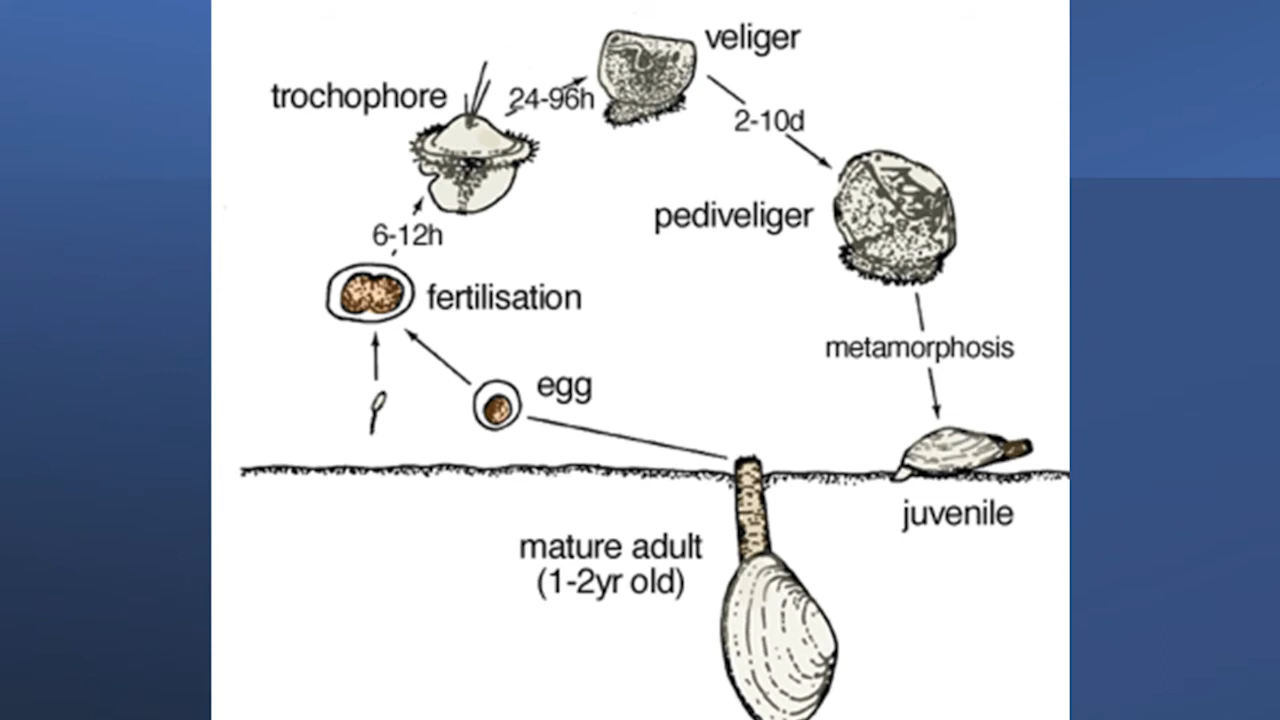 veliger
trochophore
24-96h
2-10d
pediveliger
6-12h
fertilisation
metamorphosis
egg
juvenile
mature adult
(1-2yr old)